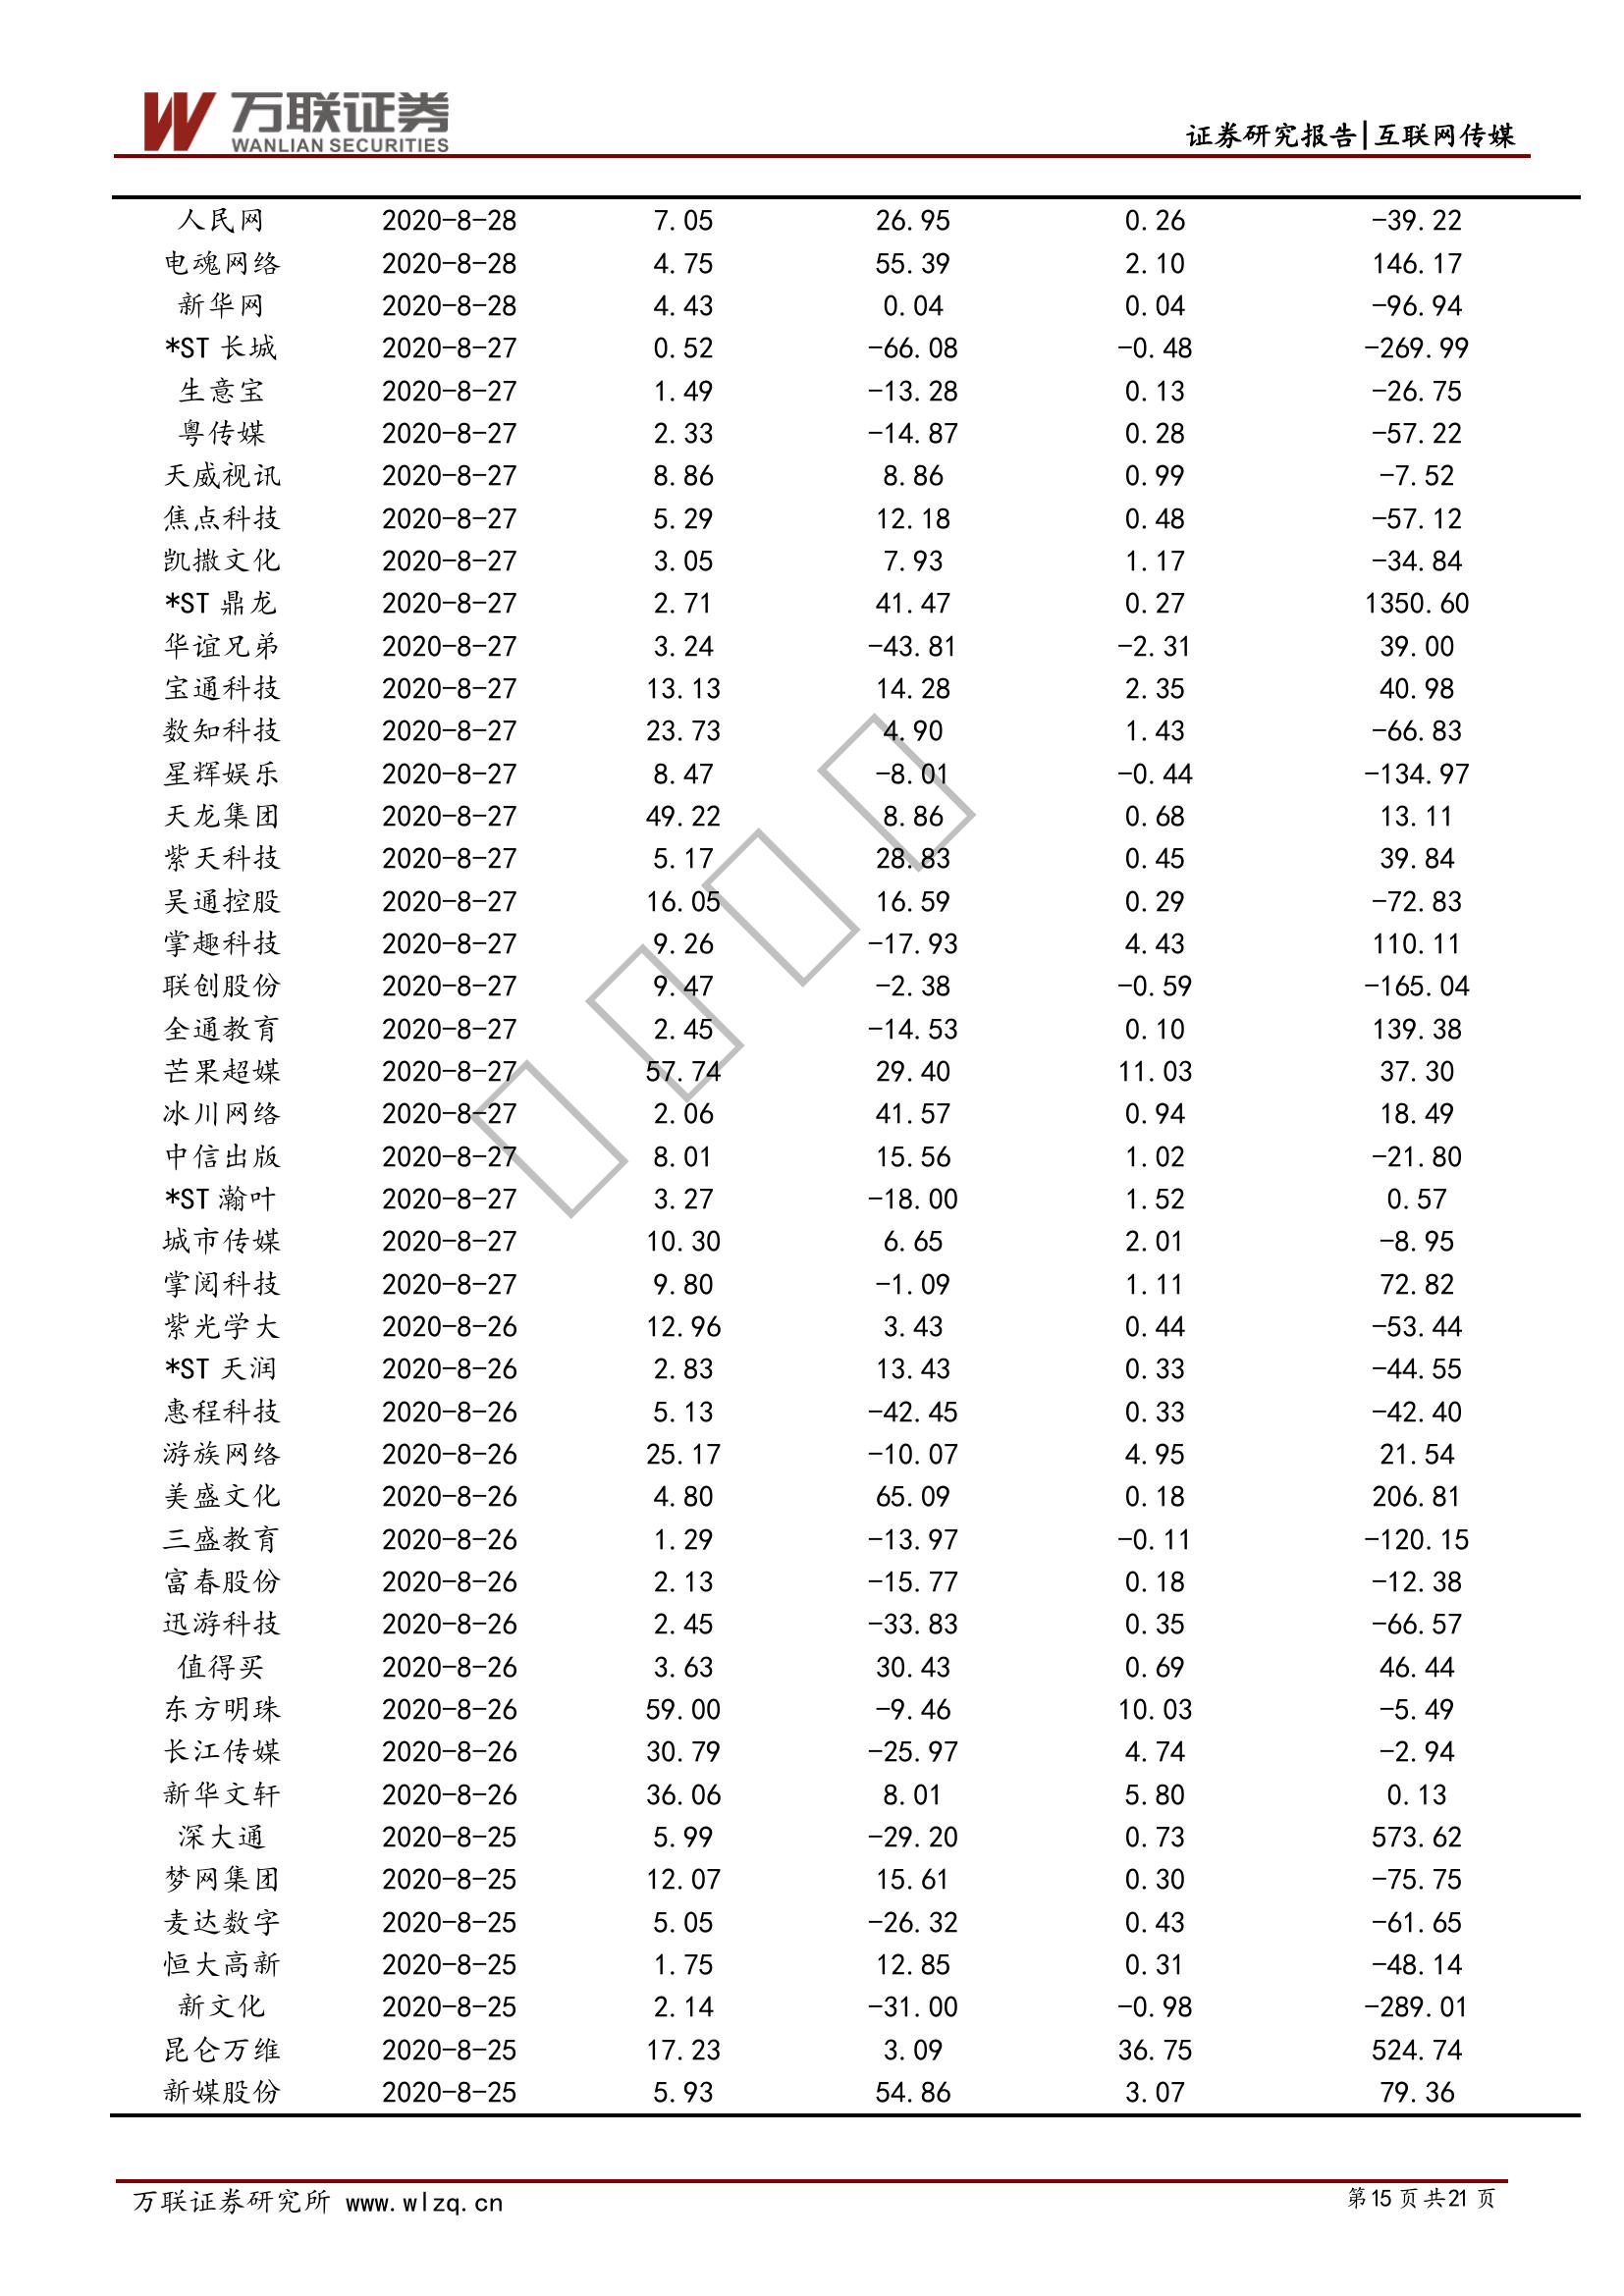 万联证券
WANLIAN SECURITIES
证券研究报告|互联网传媒
人民网 2020-8-28 7.05 26.95 0.26 -39.22
电魂网络 2020-8-28 4.75 55.39 2.10 146.17
新华网 2020-8-28 4.43 0.04 0.04 -96.94
*ST 长城 2020-8-27 0.52 -66.08 -0.48 -269.99
生意宝 2020-8-27 1.49 -13.28 0.13 -26.75
粤传媒 2020-8-27 2.33 -14.87 0.28 -57.22
天威视讯 2020-8-27 8.86 8.86 0.99 -7.52
焦点科技 2020-8-27 5.29 12.18 0.48 -57.12
凯撒文化 2020-8-27 3.05 7.93 1.17 -34.84
*ST 鼎龙 2020-8-27 2.71 41.47 0.27 1350.60
华谊兄弟 2020-8-27 3.24 -43.81 -2.31 39.00
宝通科技 2020-8-27 13.13 14.28 2.35 40.98
数知科技 2020-8-27 23.73 4.90 1.43 -66.83
星辉娱乐 2020-8-27 8.47 -8.01 -0.44 -134.97
天龙集团 2020-8-27 49.22 8.86 0.68 13.11
紫天科技 2020-8-27 5.17 28.83 0.45 39.84
吴通控股 2020-8-27 16.05 16.59 0.29 -72.83
掌趣科技 2020-8-27 9.26 -17.93 4.43 110.11
联创股份 2020-8-27 9.47 -2.38 -0.59 -165.04
全通教育 2020-8-27 2.45 -14.53 0.10 139.38
芒果超媒 2020-8-27 57.74 29.40 11.03 37.30
冰川网络 2020-8-27 2.06 41.57 0.94 18.49
中信出版 2020-8-27 8.01 15.56 1.02 -21.80
*ST 瀚叶 2020-8-27 3.27 -18.00 1.52 0.57
城市传媒 2020-8-27 10.30 6.65 2.01 -8.95
掌阅科技 2020-8-27 9.80 -1.09 1.11 72.82
紫光学大 2020-8-26 12.96 3.43 0.44 -53.44
*ST 天润 2020-8-26 2.83 13.43 0.33 -44.55
惠程科技 2020-8-26 5.13 -42.45 0.33 -42.40
游族网络 2020-8-26 25.17 -10.07 4.95 21.54
美盛文化 2020-8-26 4.80 65.09 0.18 206.81
三盛教育 2020-8-26 1.29 -13.97 -0.11 -120.15
富春股份 2020-8-26 2.13 -15.77 0.18 -12.38
迅游科技 2020-8-26 2.45 -33.83 0.35 -66.57
值得买 2020-8-26 3.63 30.43 0.69 46.44
东方明珠 2020-8-26 59.00 -9.46 10.03 -5.49
长江传媒 2020-8-26 30.79 -25.97 4.74 -2.94
新华文轩 2020-8-26 36.06 8.01 5.80 0.13
深大通 2020-8-25 5.99 -29.20 0.73 573.62
梦网集团 2020-8-25 12.07 15.61 0.30 -75.75
麦达数字 2020-8-25 5.05 -26.32 0.43 -61.65
恒大高新 2020-8-25 1.75 12.85 0.31 -48.14
新文化 2020-8-25 2.14 -31.00 -0.98 -289.01
昆仑万维 2020-8-25 17.23 3.09 36.75 524.74
新媒股份 2020-8-25 5.93 54.86 3.07 79.36
万联证券研究所 www.wlzq.cn
第15页共21页